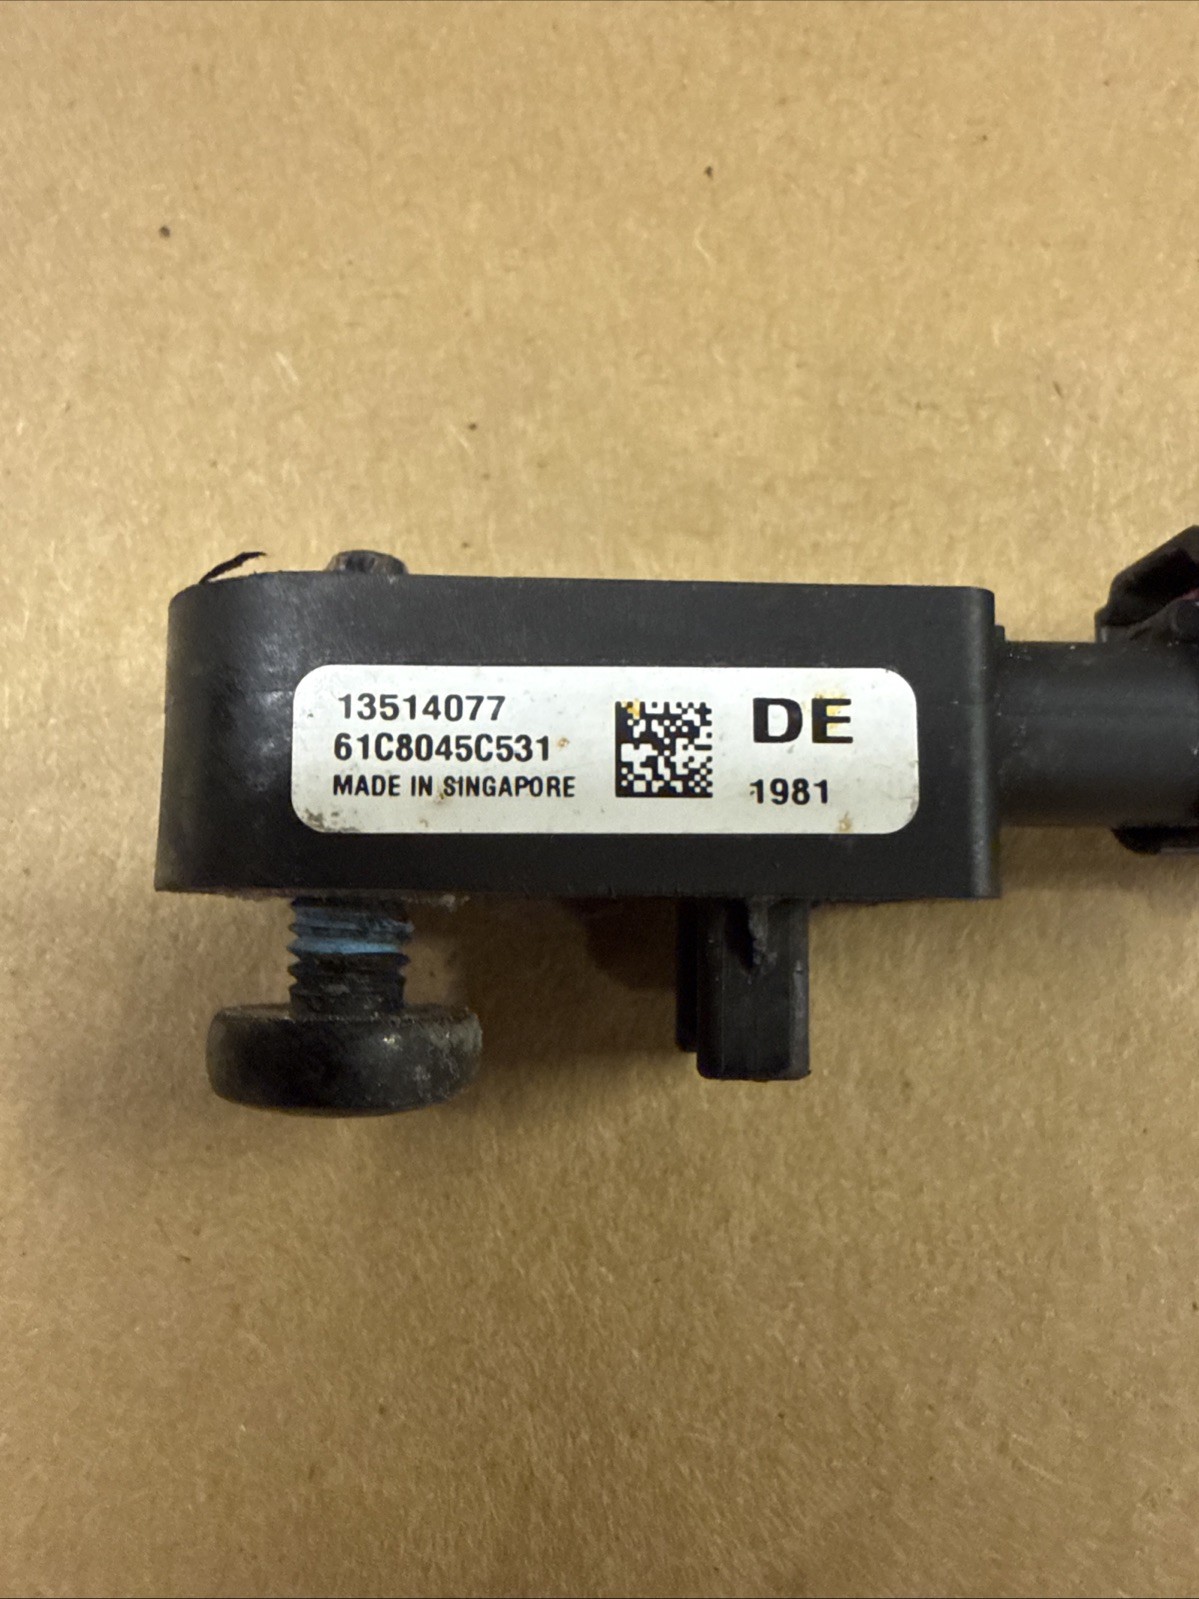 13514077
61C8045C531
MADE IN SINGAPORE
DE
1981